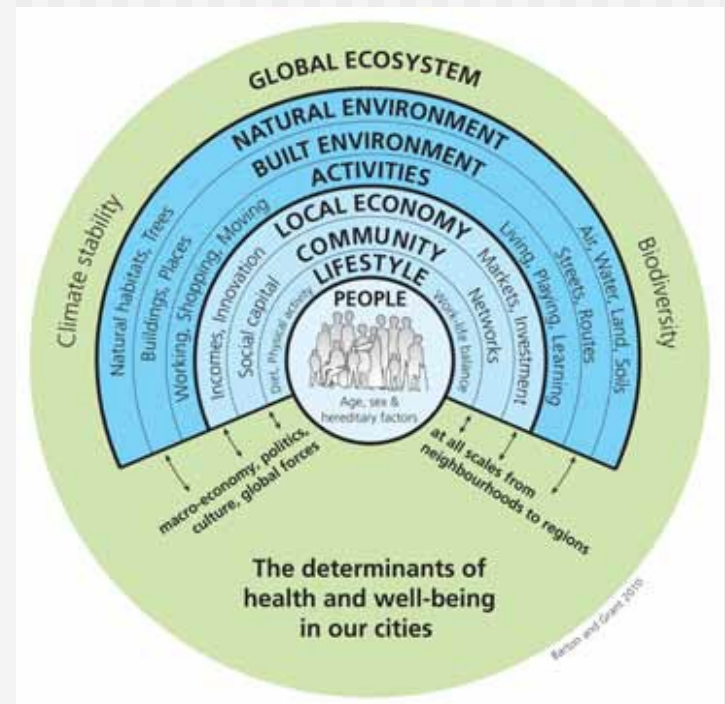 GLOBAL ECOSYSTEM
NATURAL ENVIRONMENT
BUILT ENVIRONMENT
ACTIVITIES
LOCAL ECONOMY
COMMUNITY
LIFESTYLE
PEOPLE
Age, sex &
hereditary factors
Climate stability
Natural habitats, Trees
Buildings, Places
Working, Shopping, Moving
Incomes, Innovation
Social capital
Diet, Physical activity
Work-life balance
Networks
Markets, Investment
Living, Playing, Learning
Streets, Routes
Air, Water, Land, Soils
Biodiversity
macro-economy, politics,
culture, global forces
at all scales from
neighbourhoods to regions
The determinants of
health and well-being
in our cities
Barton and Grant 2010